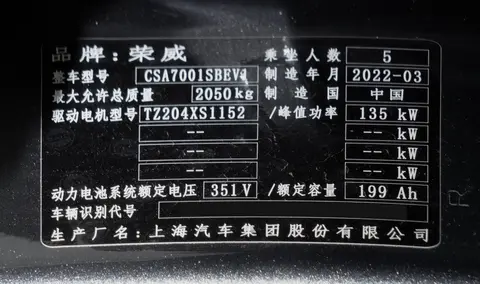 品牌：荣威 乘坐人数 5
整车型号 CSA7001SBEV1 制造年月 2022-03
最大允许总质量 2050kg 制造国 中国
驱动电机型号 TZ204XS1152 /峰值功率 135 kW
-- -- kW
-- -- kW
-- -- kW
动力电池系统额定电压 351V /额定容量 199 Ah
车辆识别代号
生产厂名：上海汽车集团股份有限公司